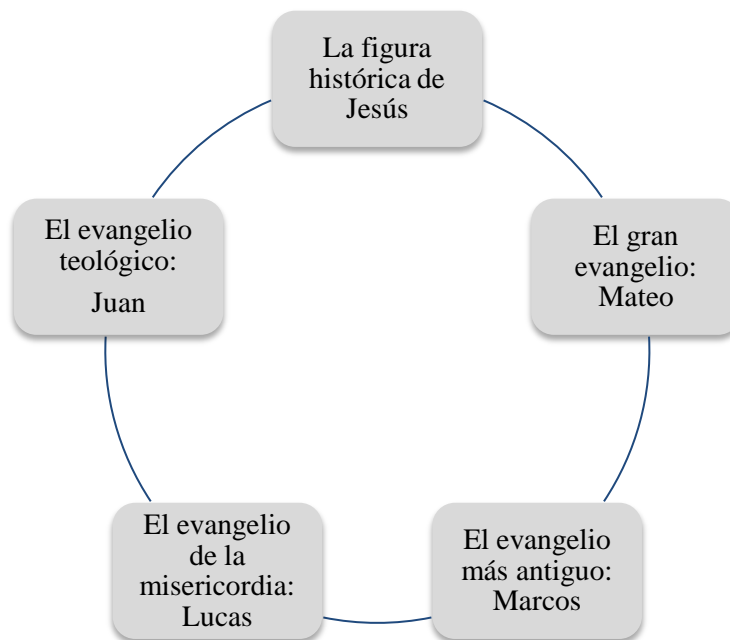 La figura
histórica de
Jesús
El gran
evangelio:
Mateo
El evangelio
más antiguo:
Marcos
El evangelio
de la
misericordia:
Lucas
El evangelio
teológico:
Juan